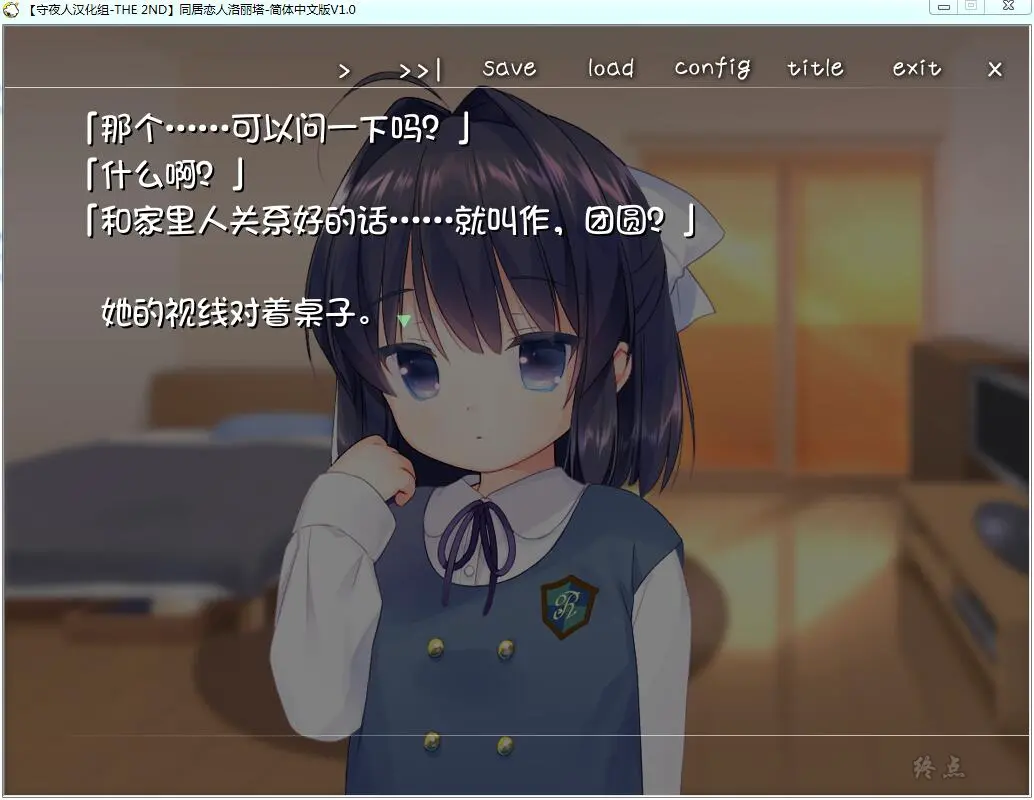 【守夜人汉化组-THE 2ND】同居恋人洛丽塔-简体中文版V1.0
> >>| save load config title exit x
「那个……可以问一下吗？」
「什么啊？」
「和家里人关系好的话……就叫作，团圆？」
她的视线对着桌子。
R
终点